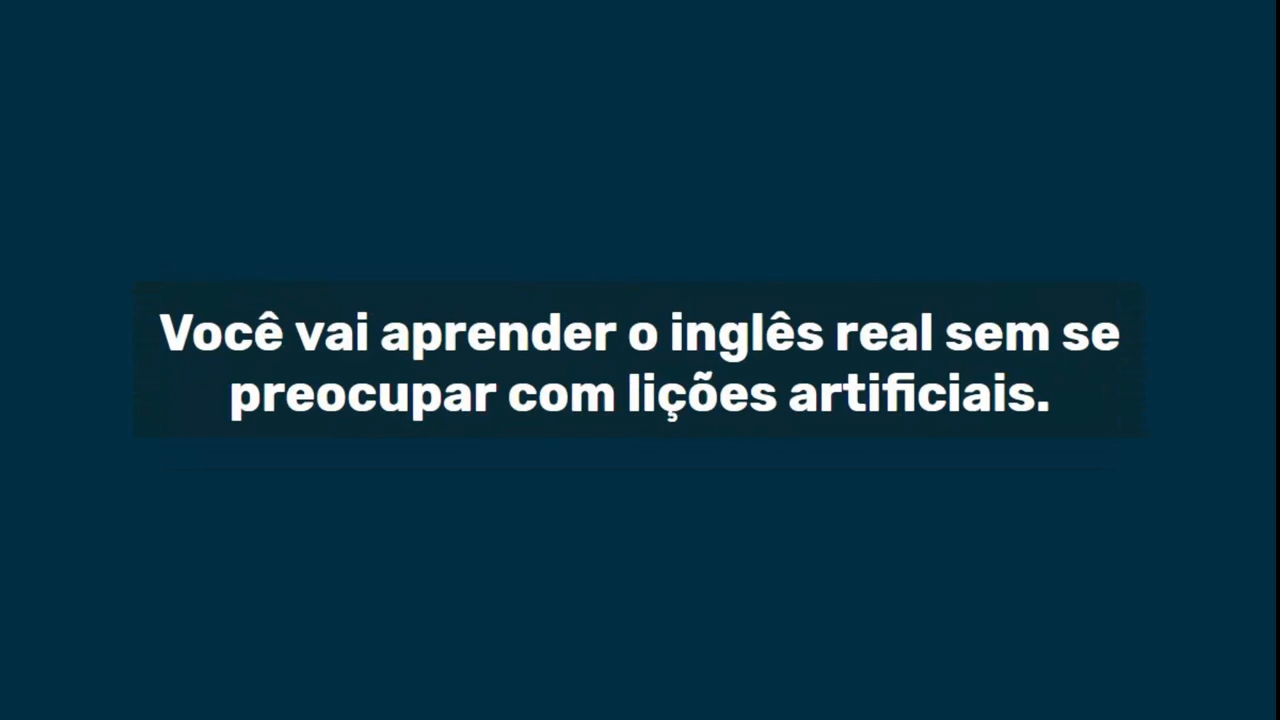 Você vai aprender o inglês real sem se
preocupar com lições artificiais.